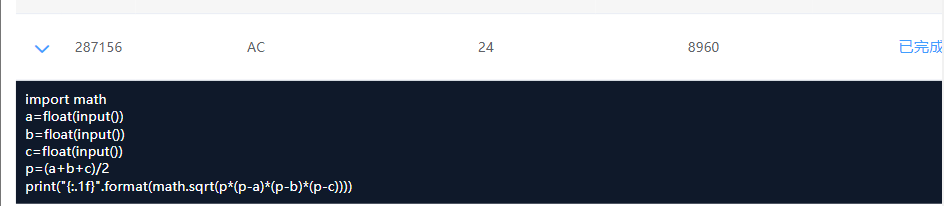 287156 AC 24 8960 已完成
import math
a=float(input())
b=float(input())
c=float(input())
p=(a+b+c)/2
print("{:.1f}".format(math.sqrt(p*(p-a)*(p-b)*(p-c))))